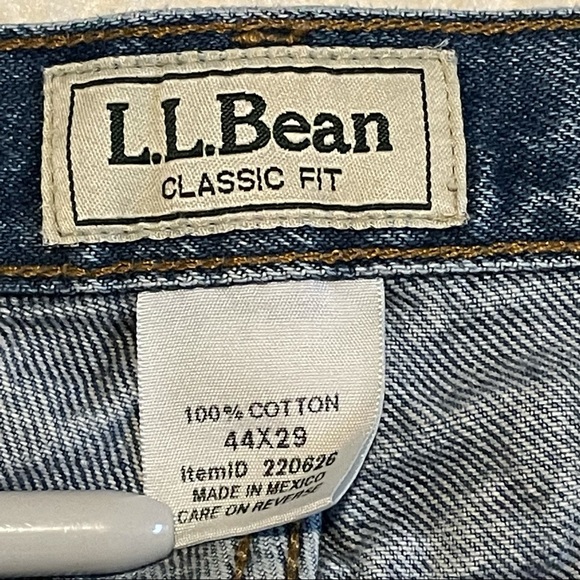 L.L.Bean
CLASSIC FIT
100% COTTON
44X29
ItemID 220626
MADE IN MEXICO
CARE ON REVERSE